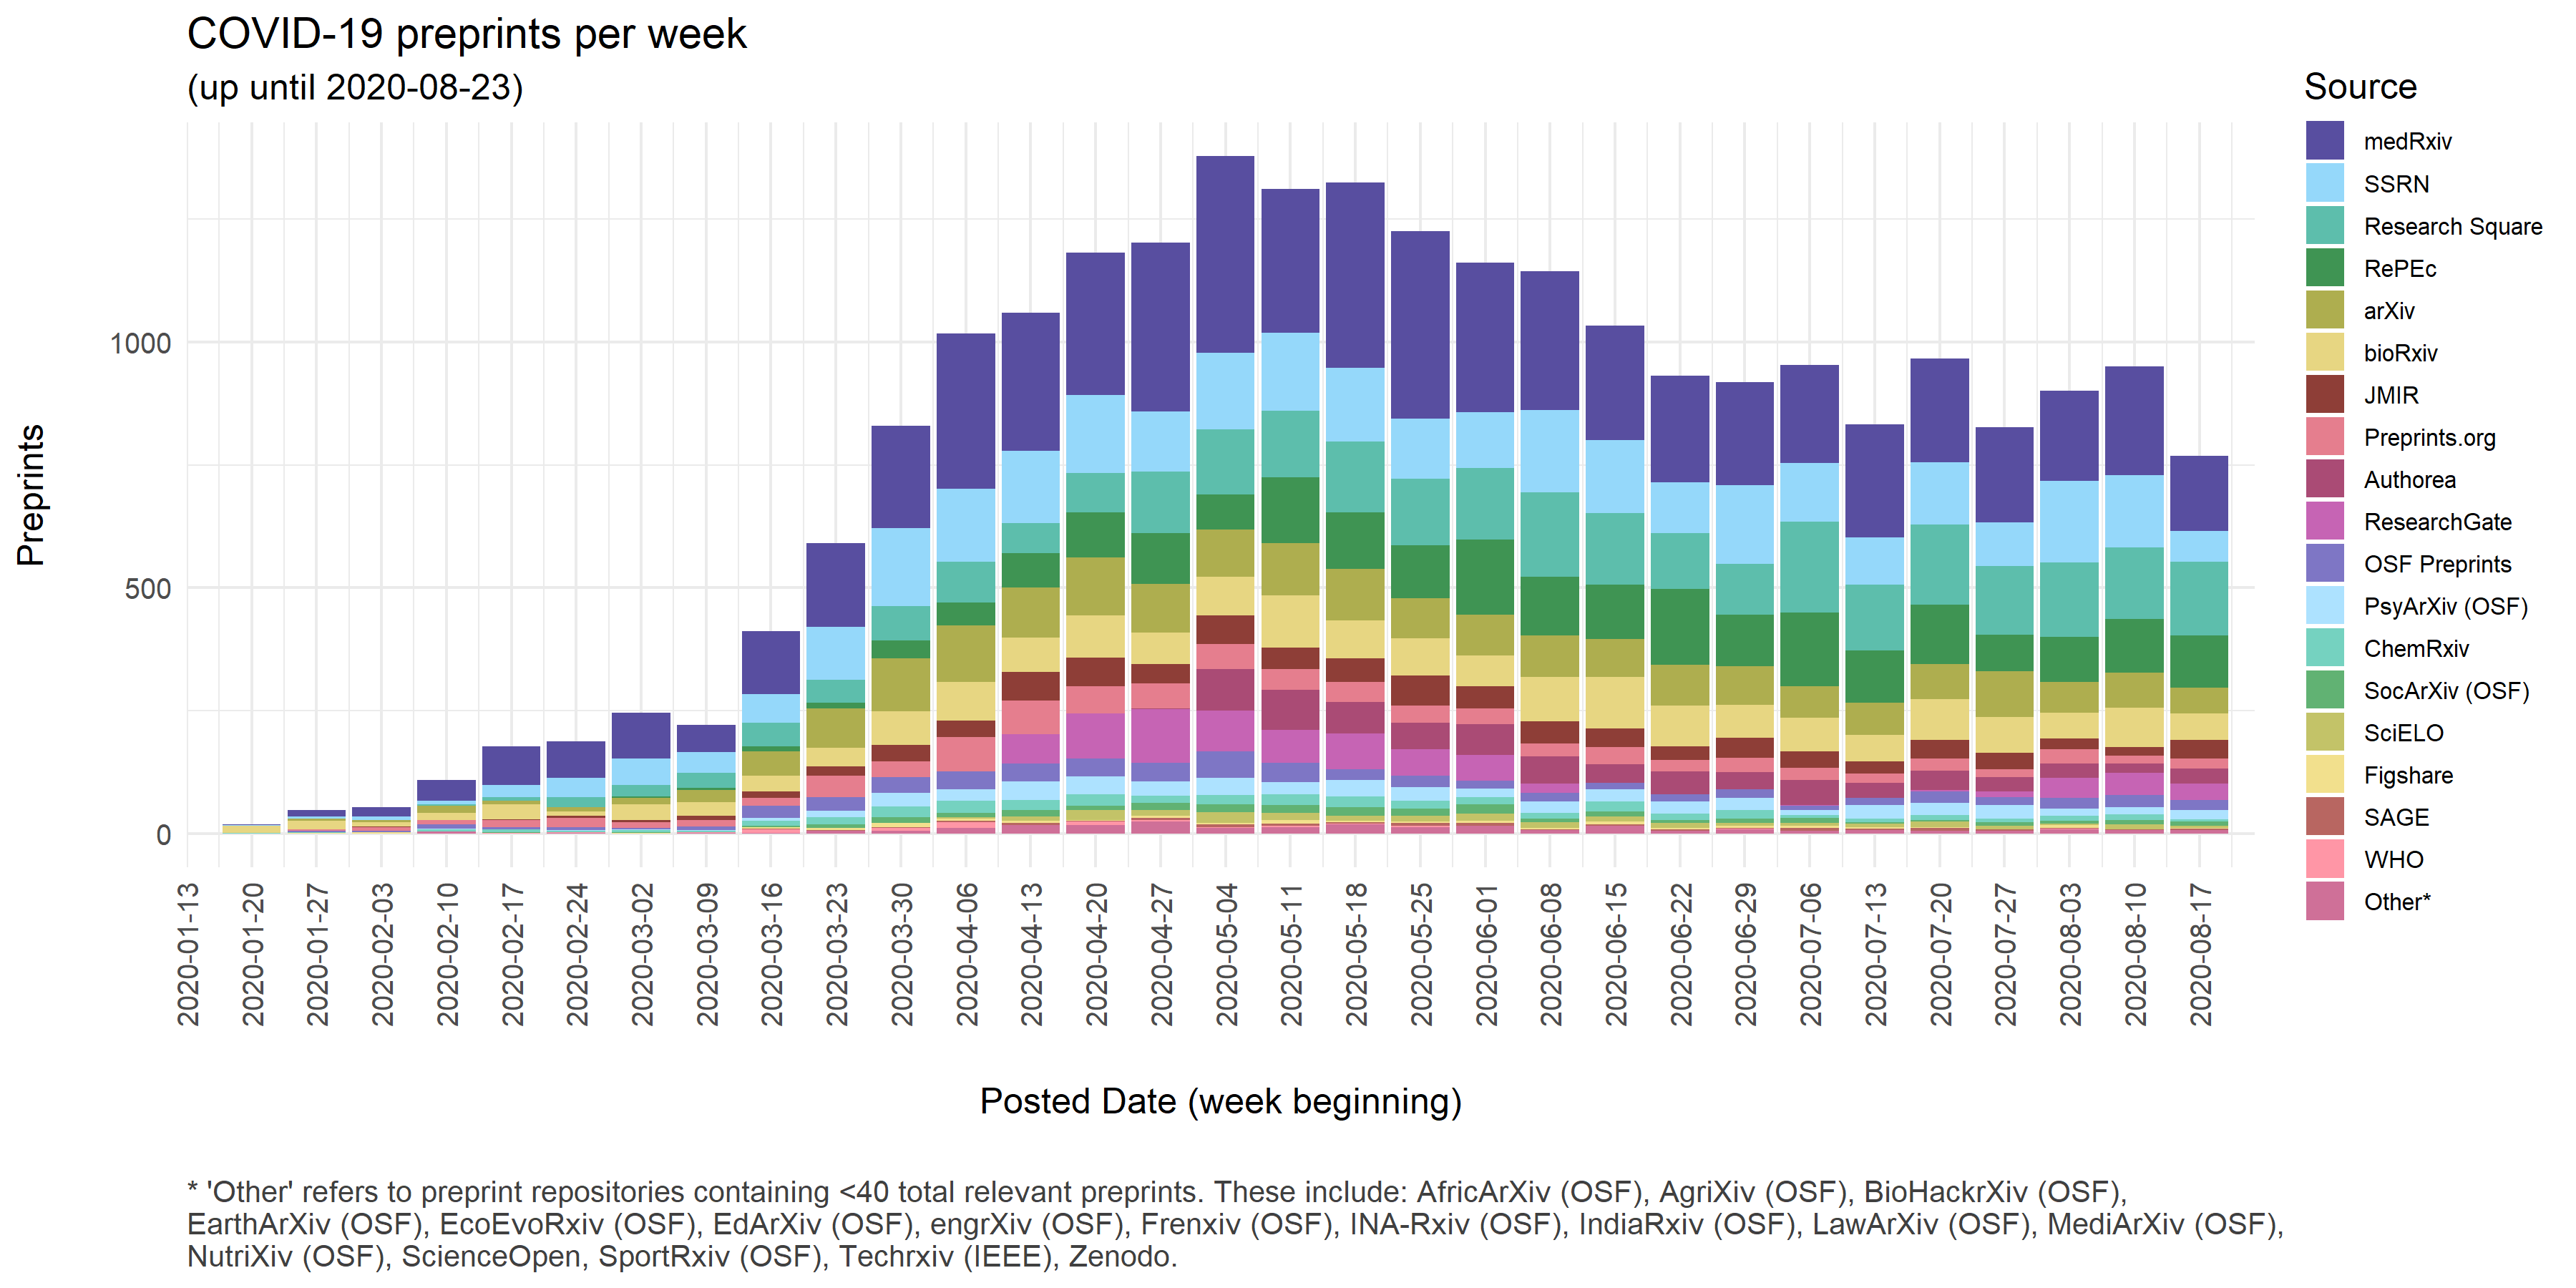 COVID-19 preprints per week
(up until 2020-08-23)
Source
medRxiv
SSRN
Research Square
RePEc
arXiv
bioRxiv
JMIR
Preprints.org
Authorea
ResearchGate
OSF Preprints
PsyArXiv (OSF)
ChemRxiv
SocArXiv (OSF)
SciELO
Figshare
SAGE
WHO
Other*
Preprints
1000
500
0
2020-01-13
2020-01-20
2020-01-27
2020-02-03
2020-02-10
2020-02-17
2020-02-24
2020-03-02
2020-03-09
2020-03-16
2020-03-23
2020-03-30
2020-04-06
2020-04-13
2020-04-20
2020-04-27
2020-05-04
2020-05-11
2020-05-18
2020-05-25
2020-06-01
2020-06-08
2020-06-15
2020-06-22
2020-06-29
2020-07-06
2020-07-13
2020-07-20
2020-07-27
2020-08-03
2020-08-10
2020-08-17
Posted Date (week beginning)
* 'Other' refers to preprint repositories containing <40 total relevant preprints. These include: AfricArXiv (OSF), AgriXiv (OSF), BioHackrXiv (OSF),
EarthArXiv (OSF), EcoEvoRxiv (OSF), EdArXiv (OSF), engrXiv (OSF), Frenxiv (OSF), INA-Rxiv (OSF), IndiaRxiv (OSF), LawArXiv (OSF), MediArXiv (OSF),
NutriXiv (OSF), ScienceOpen, SportRxiv (OSF), Techrxiv (IEEE), Zenodo.